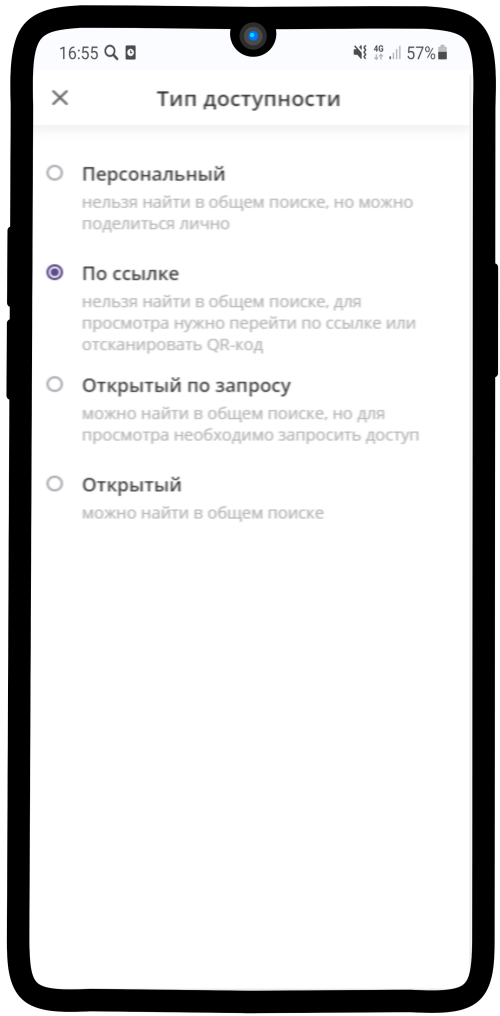 16:55 4G 57%
Тип доступности
Персональный
нельзя найти в общем поиске, но можно
поделиться лично
По ссылке
нельзя найти в общем поиске, для
просмотра нужно перейти по ссылке или
отсканировать QR-код
Открытый по запросу
можно найти в общем поиске, но для
просмотра необходимо запросить доступ
Открытый
можно найти в общем поиске